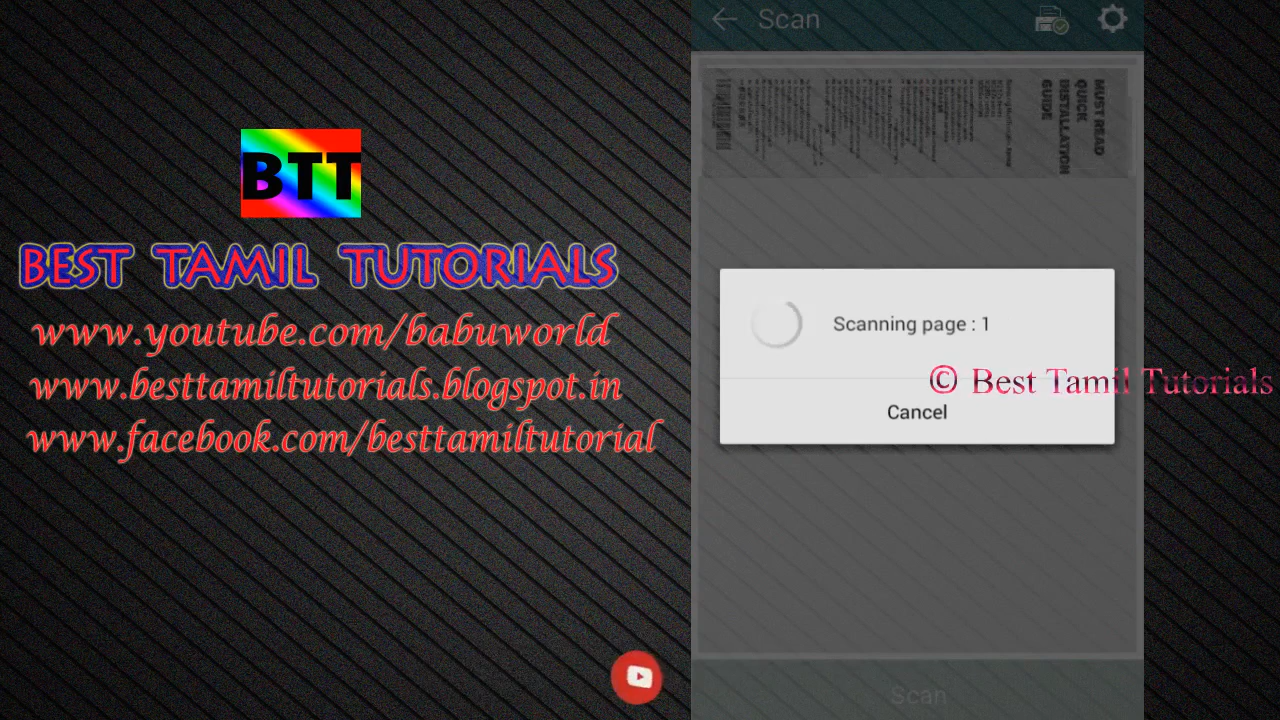 BTT
BEST TAMIL TUTORIALS
www.youtube.com/babuworld
www.besttamiltutorials.blogspot.in
www.facebook.com/besttamiltutorial
Scan
MUST READ
QUICK
INSTALLATION
GUIDE
Scanning page : 1
© Best Tamil Tutorials
Cancel
Scan